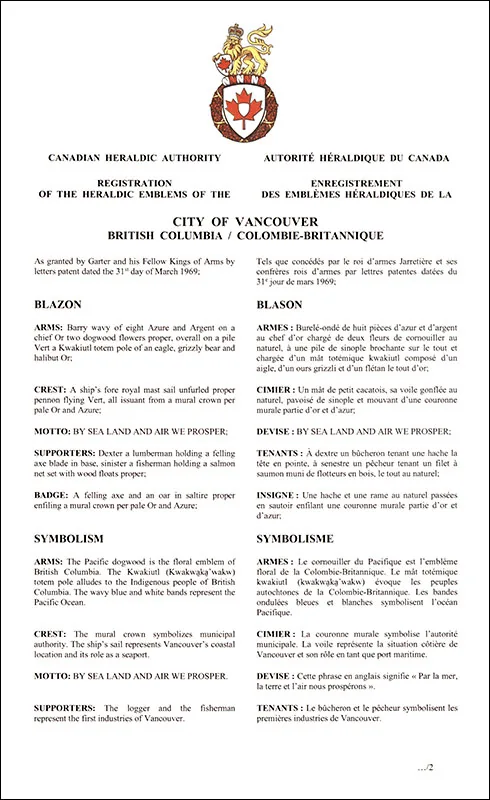 CANADIAN HERALDIC AUTHORITY
REGISTRATION
OF THE HERALDIC EMBLEMS OF THE
AUTORITÉ HÉRALDIQUE DU CANADA
ENREGISTREMENT
DES EMBLÈMES HÉRALDIQUES DE LA
CITY OF VANCOUVER
BRITISH COLUMBIA / COLOMBIE-BRITANNIQUE
As granted by Garter and his Fellow Kings of Arms by
letters patent dated the 31st day of March 1969;
BLAZON
ARMS: Barry wavy of eight Azure and Argent on a
chief Or two dogwood flowers proper, overall on a pile
Vert a Kwakiutl totem pole of an eagle, grizzly bear and
halibut Or;
CREST: A ship's fore royal mast sail unfurled proper
pennon flying Vert, all issuant from a mural crown per
pale Or and Azure;
MOTTO: BY SEA LAND AND AIR WE PROSPER;
SUPPORTERS: Dexter a lumberman holding a felling
axe blade in base, sinister a fisherman holding a salmon
net set with wood floats proper;
BADGE: A felling axe and an oar in saltire proper
enfiling a mural crown per pale Or and Azure;
SYMBOLISM
ARMS: The Pacific dogwood is the floral emblem of
British Columbia. The Kwakiutl (Kwakwa̱ka̱'wakw)
totem pole alludes to the Indigenous people of British
Columbia. The wavy blue and white bands represent the
Pacific Ocean.
CREST: The mural crown symbolizes municipal
authority. The ship's sail represents Vancouver's coastal
location and its role as a seaport.
MOTTO: BY SEA LAND AND AIR WE PROSPER.
SUPPORTERS: The logger and the fisherman
represent the first industries of Vancouver.
Tels que concédés par le roi d'armes Jarretière et ses
confrères rois d'armes par lettres patentes datées du
31e jour de mars 1969;
BLASON
ARMES : Burelé-ondé de huit pièces d'azur et d'argent
au chef d'or chargé de deux fleurs de cornouiller au
naturel, à une pile de sinople brochante sur le tout et
chargée d'un mât totémique kwakiutl composé d'un
aigle, d'un ours grizzli et d'un flétan le tout d'or;
CIMIER : Un mât de petit cacatois, sa voile gonflée au
naturel, pavoisé de sinople et mouvant d'une couronne
murale partie d'or et d'azur;
DEVISE : BY SEA LAND AND AIR WE PROSPER;
TENANTS : À dextre un bûcheron tenant une hache la
tête en pointe, à senestre un pêcheur tenant un filet à
saumon muni de flotteurs en bois, le tout au naturel;
INSIGNE : Une hache et une rame au naturel passées
en sautoir enfilant une couronne murale partie d'or et
d'azur;
SYMBOLISME
ARMES : Le cornouiller du Pacifique est l'emblème
floral de la Colombie-Britannique. Le mât totémique
kwakiutl (kwakwa̱ka̱'wakw) évoque les peuples
autochtones de la Colombie-Britannique. Les bandes
ondulées bleues et blanches symbolisent l'océan
Pacifique.
CIMIER : La couronne murale symbolise l'autorité
municipale. La voile représente la situation côtière de
Vancouver et son rôle en tant que port maritime.
DEVISE : Cette phrase en anglais signifie « Par la mer,
la terre et l'air nous prospérons ».
TENANTS : Le bûcheron et le pêcheur symbolisent les
premières industries de Vancouver.
…/2